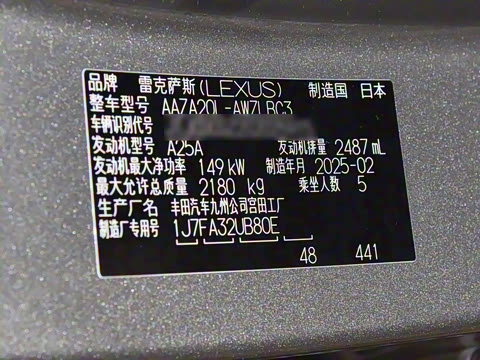 品牌 雷克萨斯(LEXUS) 制造国 日本
整车型号 AA7A20L-AWZLBC3
车辆识别代号
发动机型号 A25A 发动机排量 2487 mL
发动机最大净功率 149 kW 制造年月 2025-02
最大允许总质量 2180 kg 乘坐人数 5
生产厂名 丰田汽车九州公司宫田工厂
制造厂专用号 1J7FA32UB80E
48 441